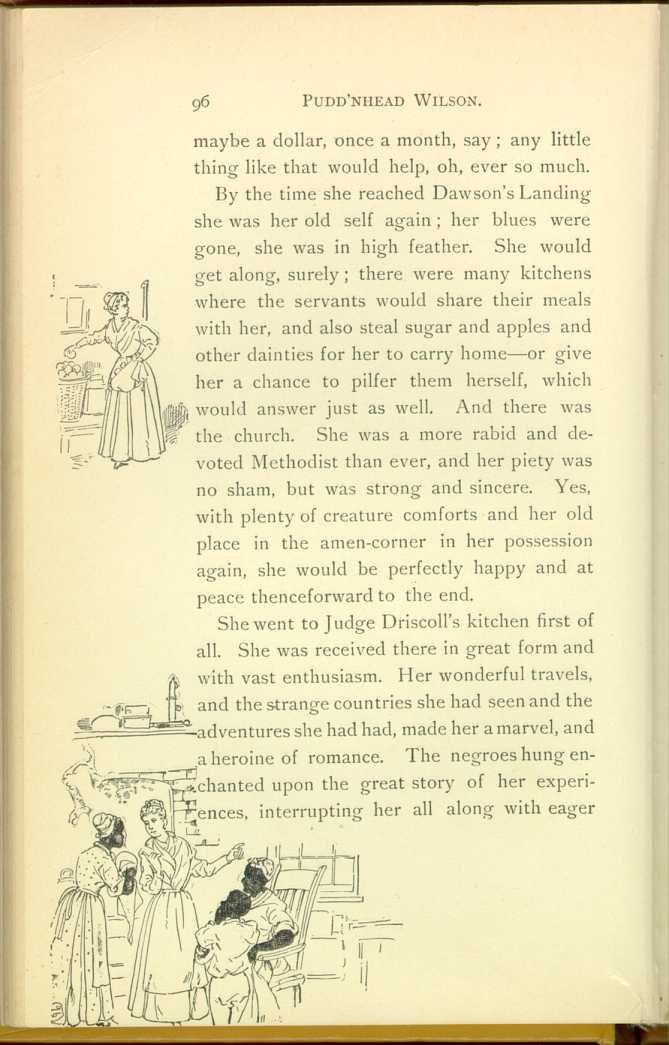 96 PUDD'NHEAD WILSON.
maybe a dollar, once a month, say ; any little
thing like that would help, oh, ever so much.
By the time she reached Dawson's Landing
she was her old self again ; her blues were
gone, she was in high feather. She would
get along, surely ; there were many kitchens
where the servants would share their meals
with her, and also steal sugar and apples and
other dainties for her to carry home—or give
her a chance to pilfer them herself, which
would answer just as well. And there was
the church. She was a more rabid and de-
voted Methodist than ever, and her piety was
no sham, but was strong and sincere. Yes,
with plenty of creature comforts and her old
place in the amen-corner in her possession
again, she would be perfectly happy and at
peace thenceforward to the end.
She went to Judge Driscoll's kitchen first of
all. She was received there in great form and
with vast enthusiasm. Her wonderful travels,
and the strange countries she had seen and the
adventures she had had, made her a marvel, and
a heroine of romance. The negroes hung en-
chanted upon the great story of her experi-
ences, interrupting her all along with eager